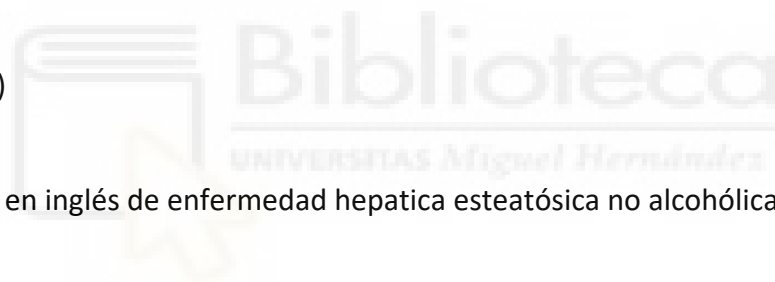 Biblioteca
)
UNIVERSITAS Miguel Hernández
en inglés de enfermedad hepatica esteatósica no alcohólica